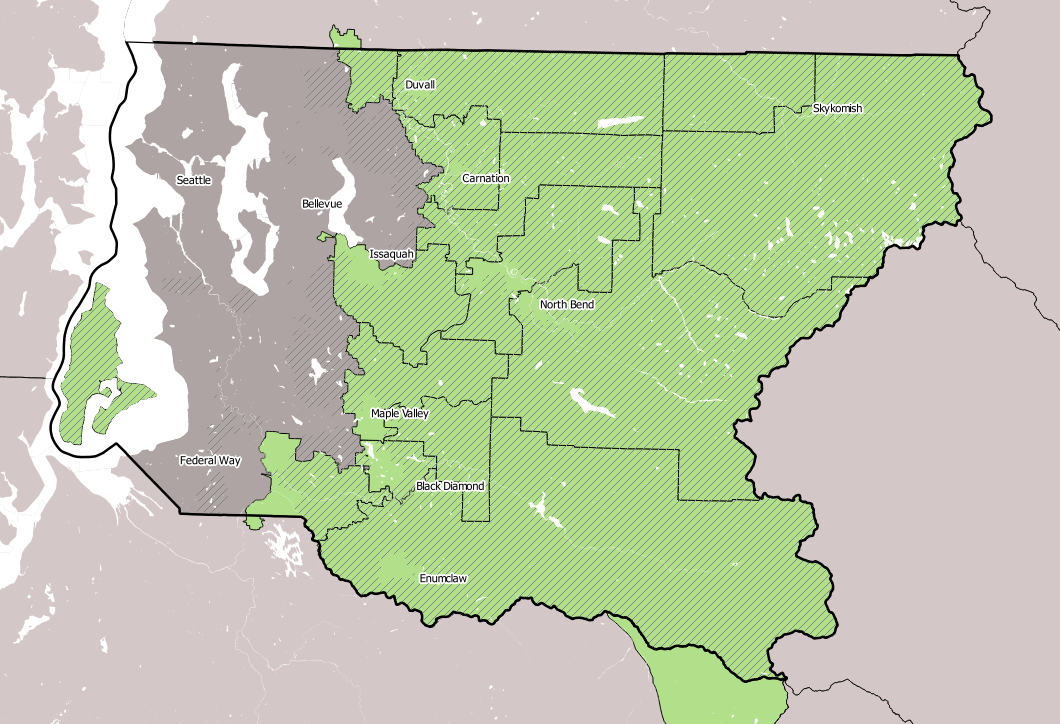 Duvall
Skykomish
Seattle
Carnation
Bellevue
Issaquah
North Bend
Maple Valley
Federal Way
Black Diamond
Enumclaw